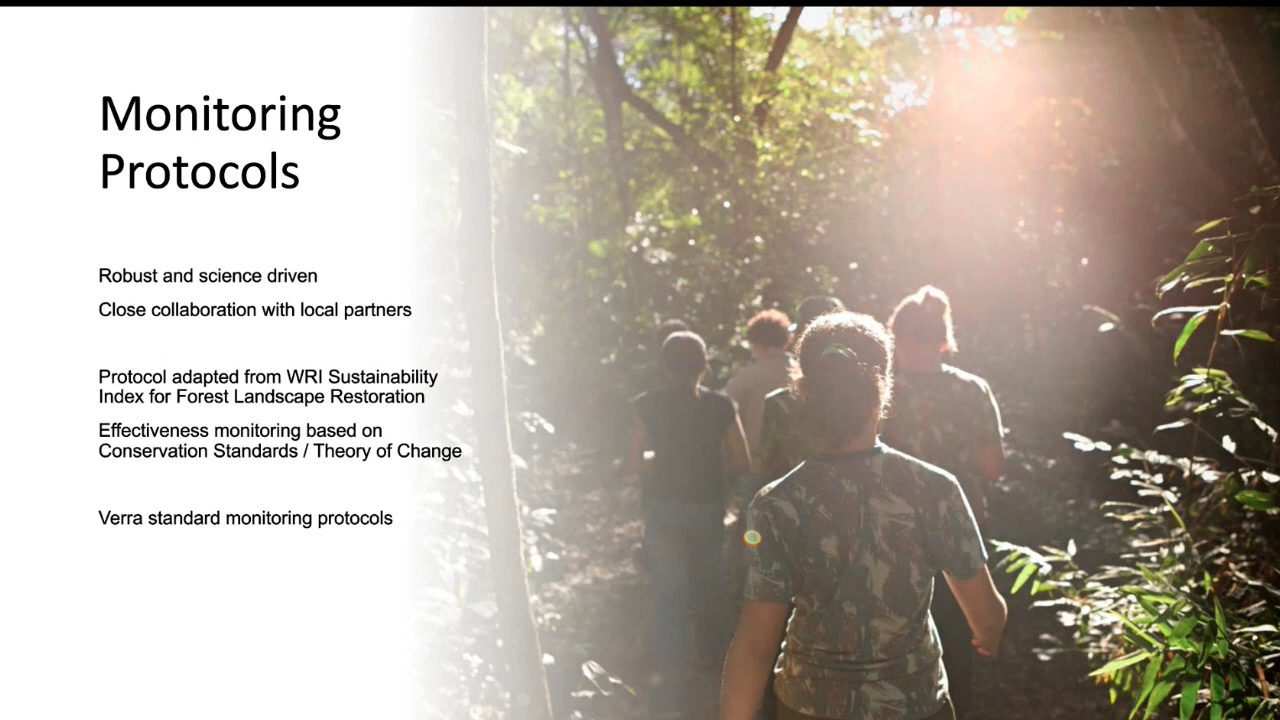 Monitoring
Protocols
Robust and science driven
Close collaboration with local partners
Protocol adapted from WRI Sustainability
Index for Forest Landscape Restoration
Effectiveness monitoring based on
Conservation Standards / Theory of Change
Verra standard monitoring protocols